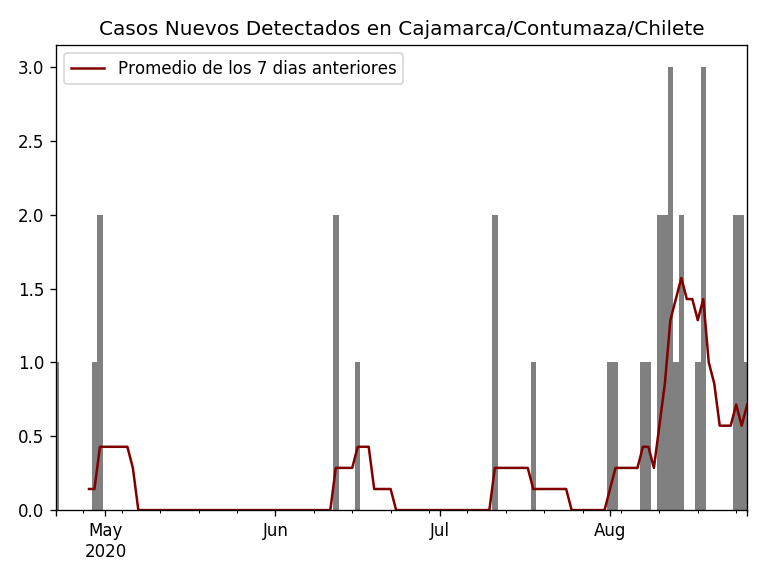 Casos Nuevos Detectados en Cajamarca/Contumaza/Chilete
Promedio de los 7 dias anteriores
3.0
2.5
2.0
1.5
1.0
0.5
0.0
May Jun Jul Aug
2020